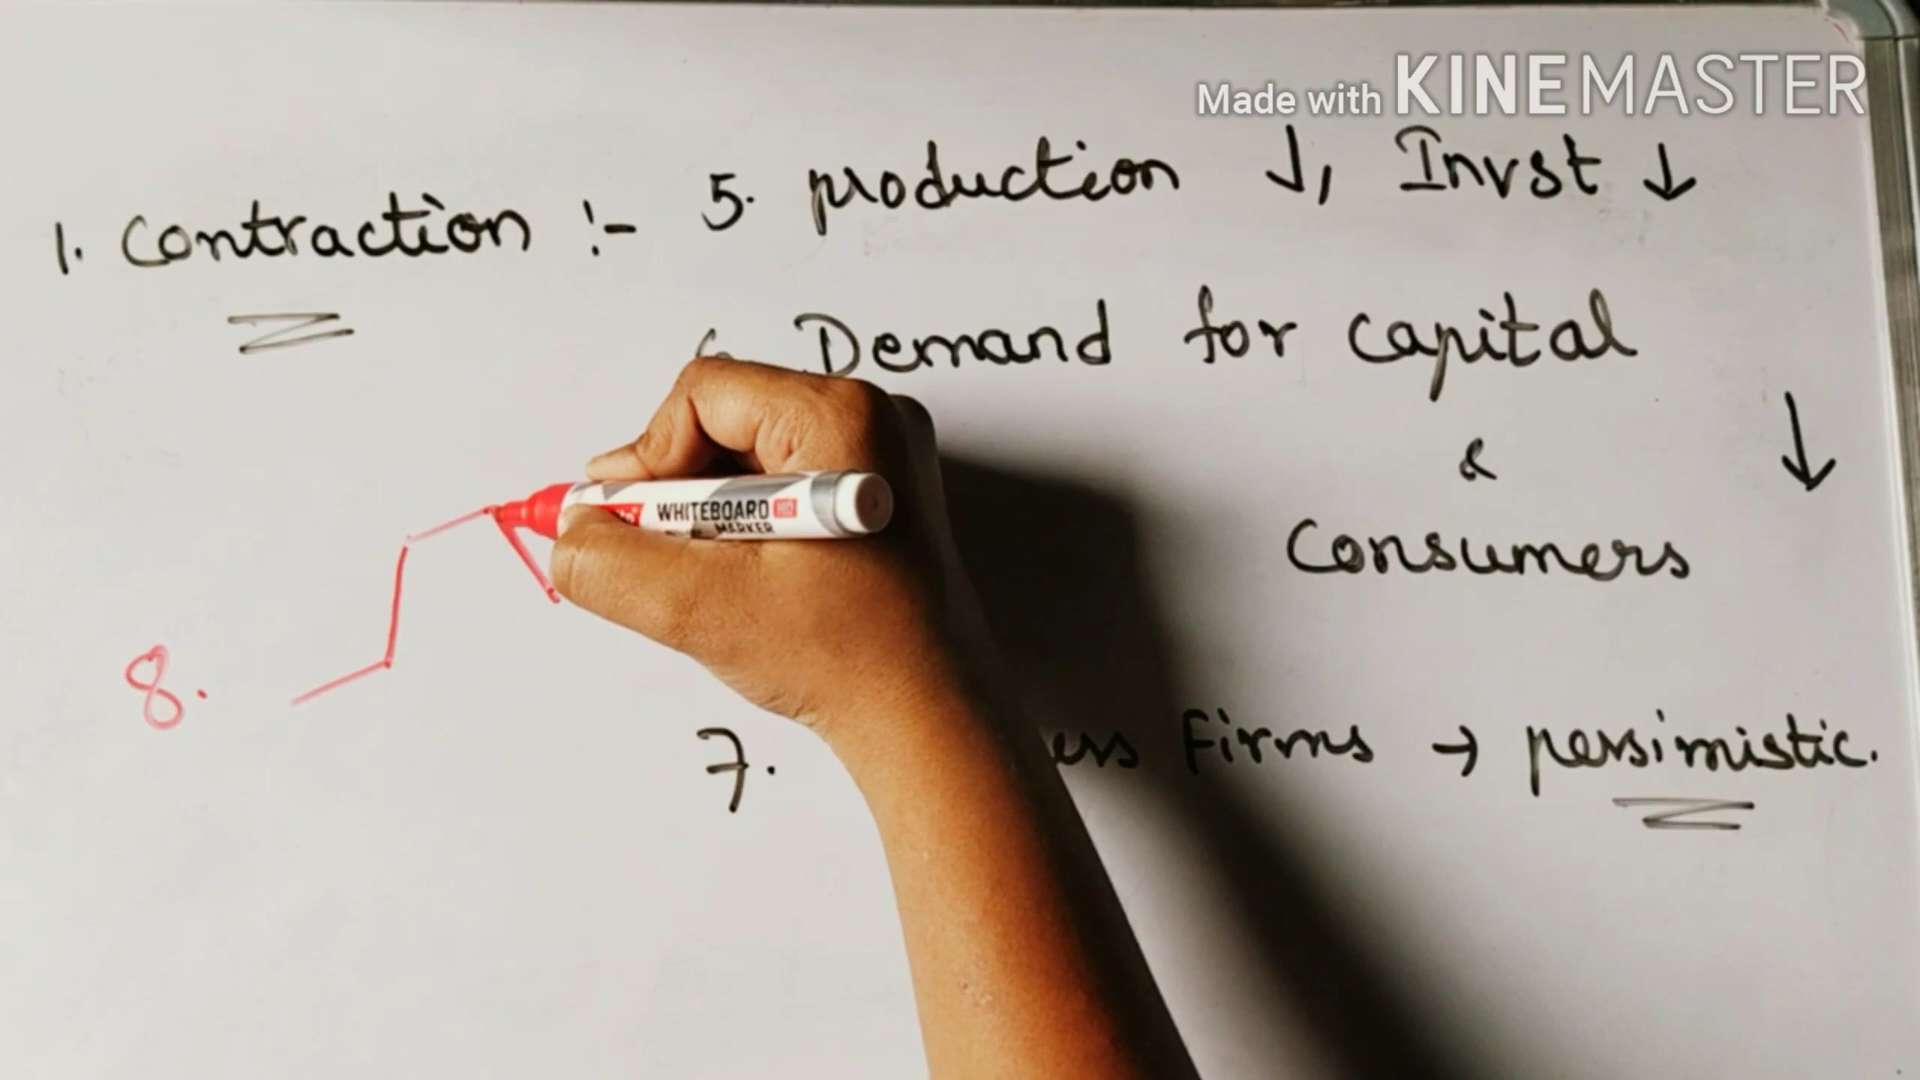 Made with KINEMASTER
1. Contraction :- 5. production ↓, Invst ↓
Demand for capital
&
↓
Consumers
WHITEBOARD
MARKER
8.
7. Firms → pessimistic.